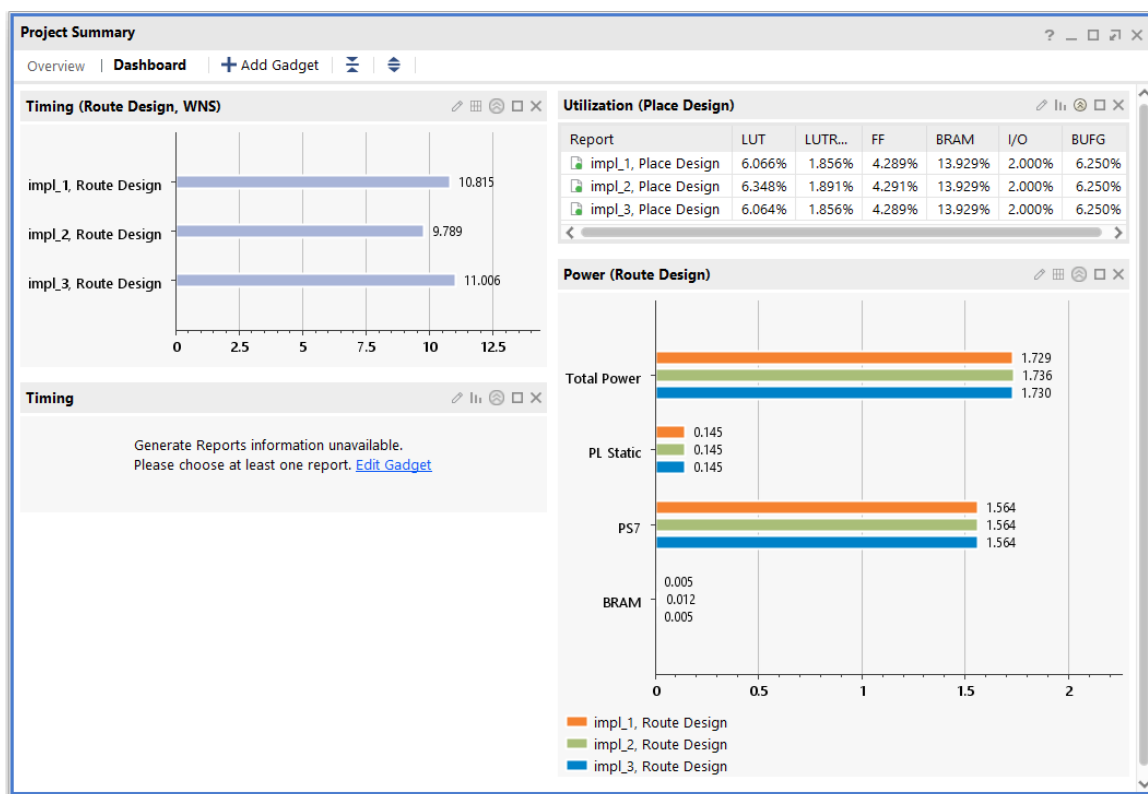 Project Summary
Overview | Dashboard | + Add Gadget
Timing (Route Design, WNS)
impl_1, Route Design 10.815
impl_2, Route Design 9.789
impl_3, Route Design 11.006
0 2.5 5 7.5 10 12.5
Timing
Generate Reports information unavailable.
Please choose at least one report. Edit Gadget
Utilization (Place Design)
Report LUT LUTR... FF BRAM I/O BUFG
impl_1, Place Design 6.066% 1.856% 4.289% 13.929% 2.000% 6.250%
impl_2, Place Design 6.348% 1.891% 4.291% 13.929% 2.000% 6.250%
impl_3, Place Design 6.064% 1.856% 4.289% 13.929% 2.000% 6.250%
Power (Route Design)
1.729
Total Power 1.736
1.730
0.145
PL Static 0.145
0.145
1.564
PS7 1.564
1.564
0.005
BRAM 0.012
0.005
0 0.5 1 1.5 2
impl_1, Route Design
impl_2, Route Design
impl_3, Route Design